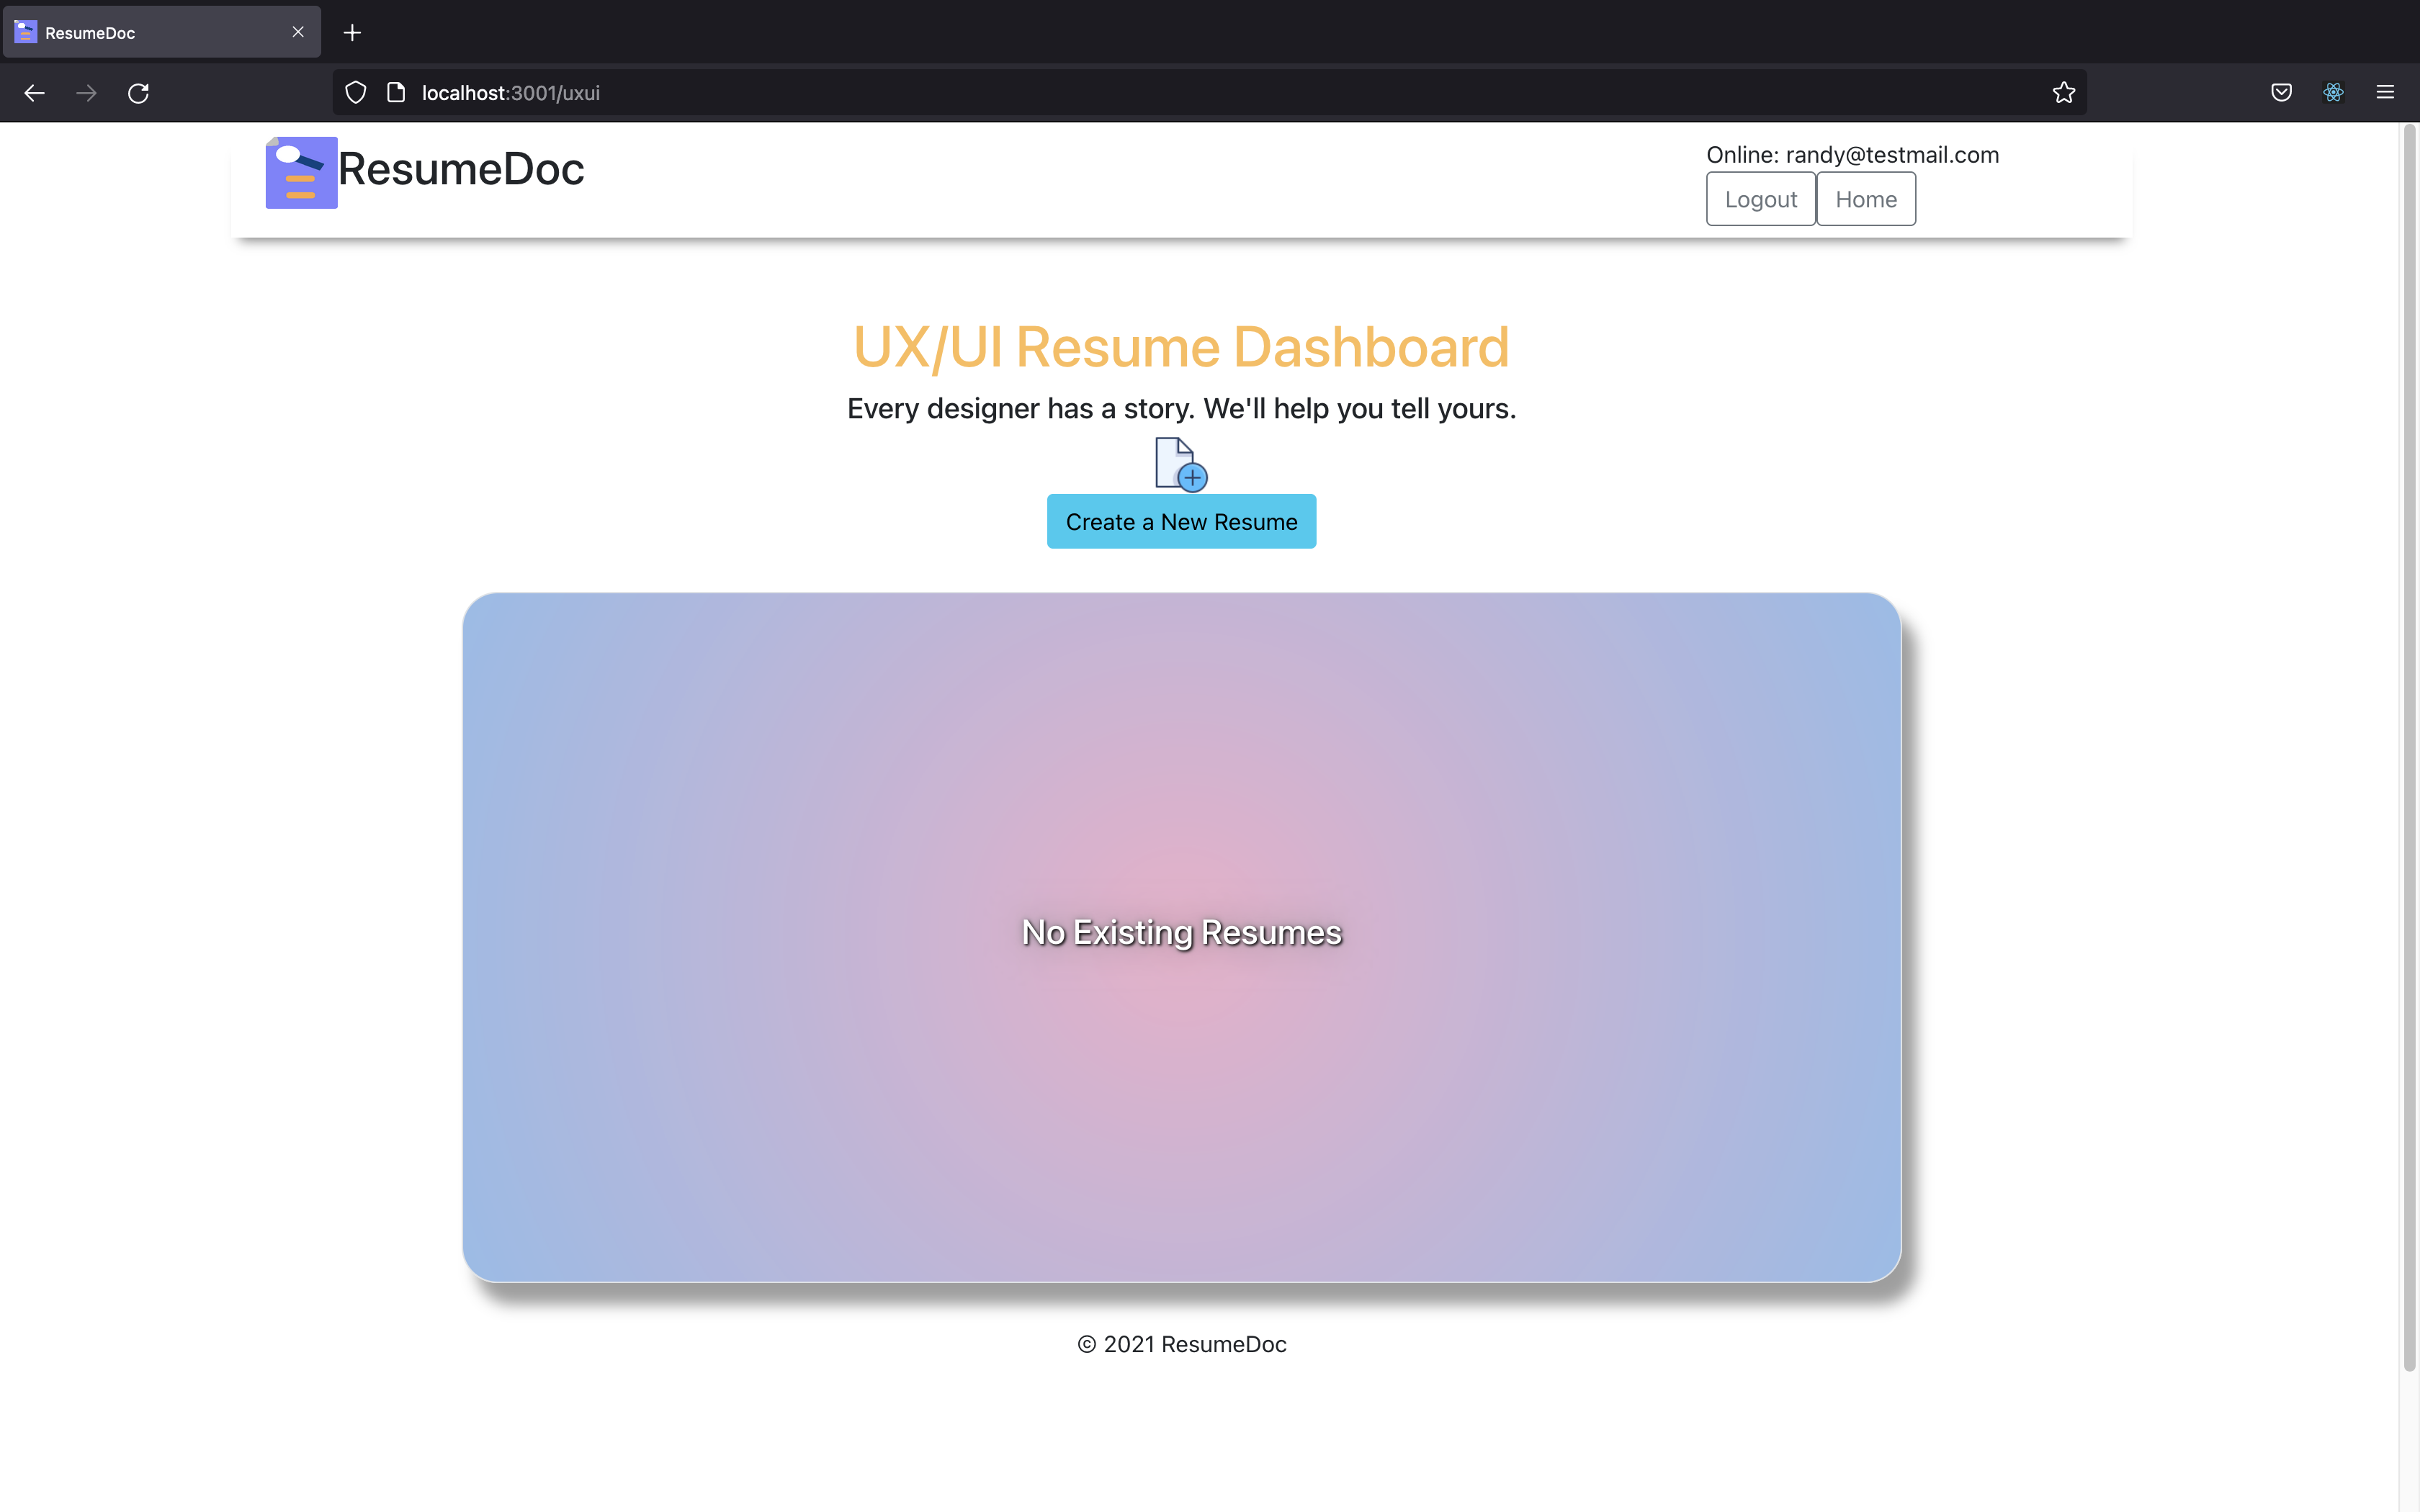 ResumeDoc
localhost:3001/uxui
ResumeDoc
Online: randy@testmail.com
Logout
Home
UX/UI Resume Dashboard
Every designer has a story. We'll help you tell yours.
Create a New Resume
No Existing Resumes
© 2021 ResumeDoc